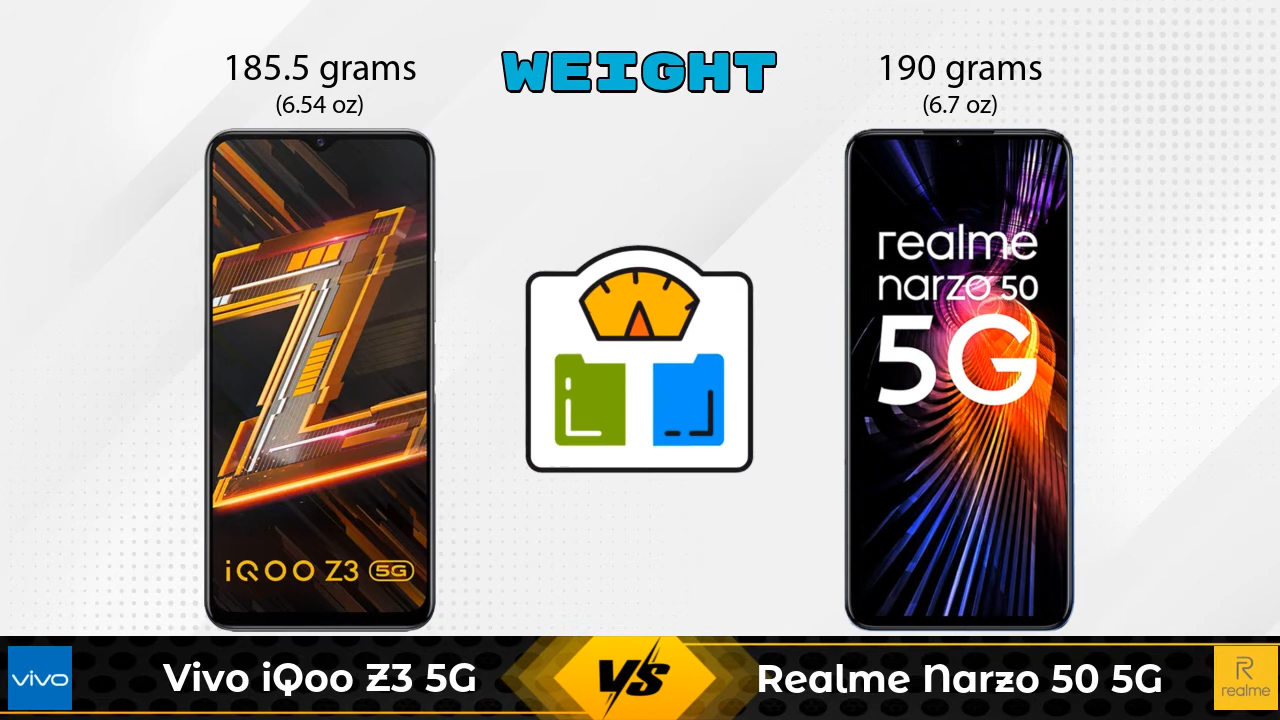 WEIGHT
185.5 grams
(6.54 oz)
190 grams
(6.7 oz)
iQOO Z3 5G
realme
narzo 50
5G
vivo
Vivo iQoo Z3 5G
VS
Realme Narzo 50 5G
R
realme